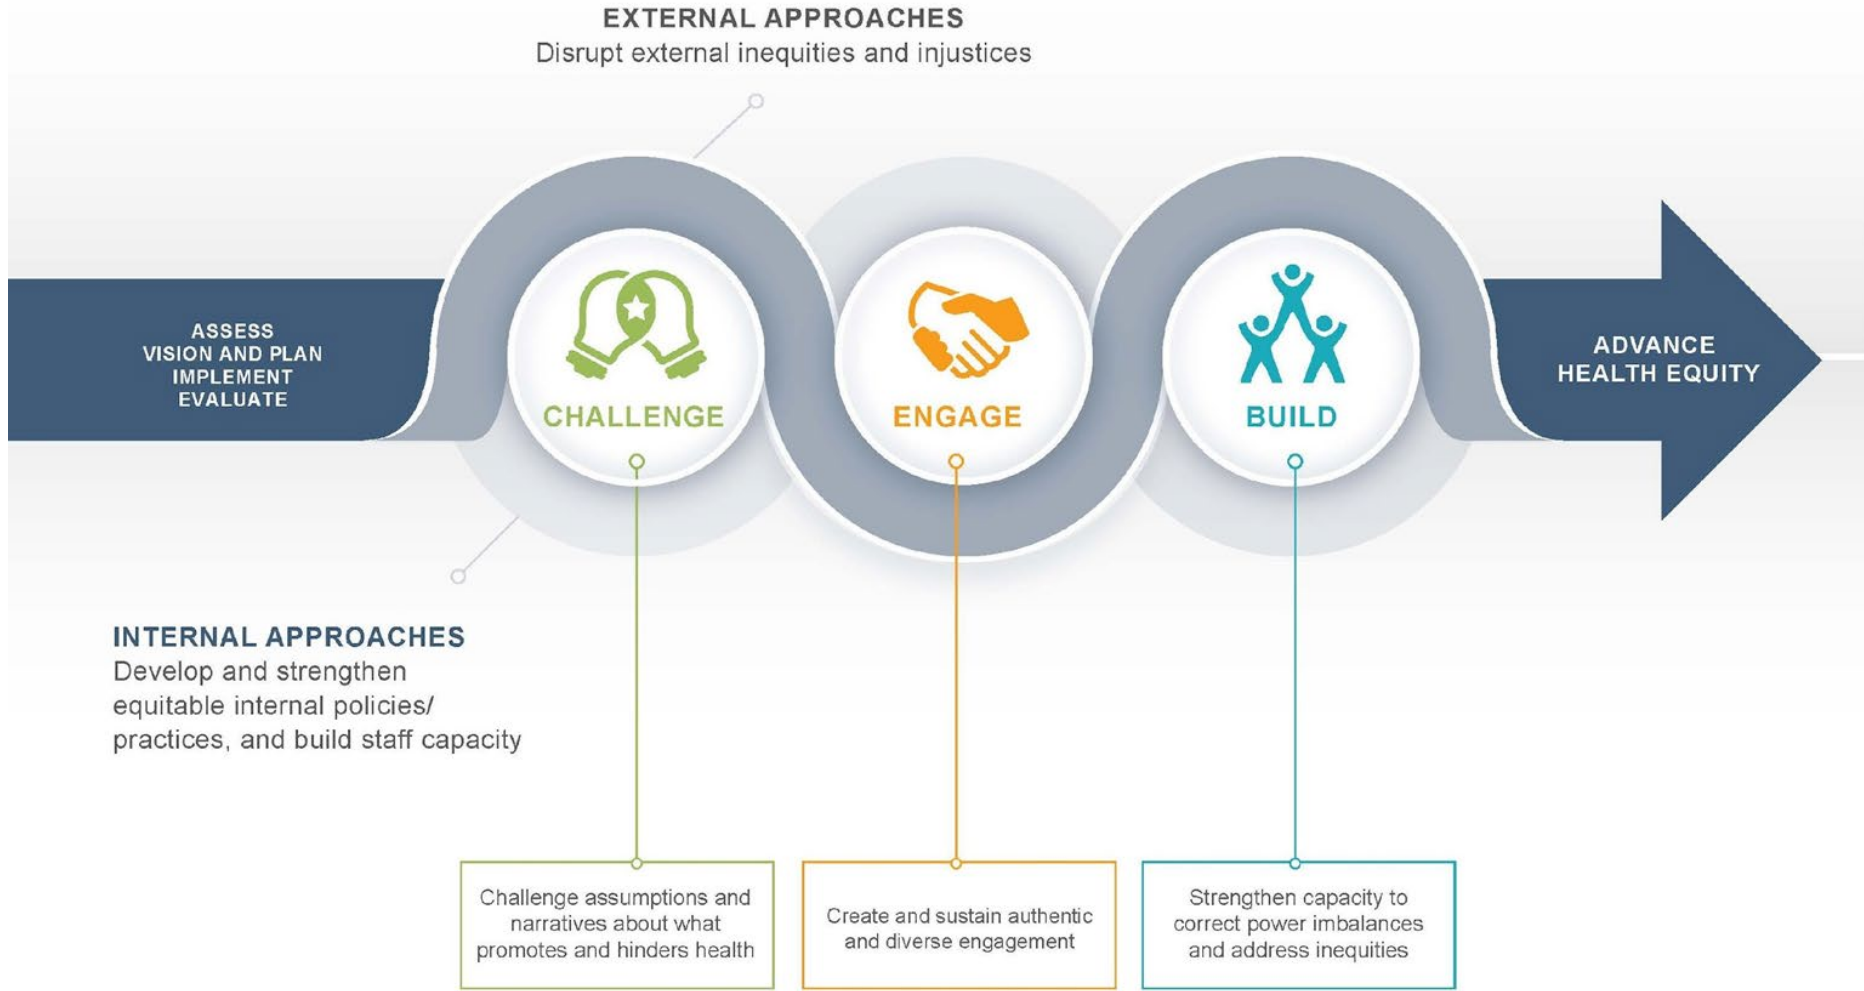 EXTERNAL APPROACHES
Disrupt external inequities and injustices
ASSESS
VISION AND PLAN
IMPLEMENT
EVALUATE
CHALLENGE
ENGAGE
BUILD
ADVANCE
HEALTH EQUITY
INTERNAL APPROACHES
Develop and strengthen
equitable internal policies/
practices, and build staff capacity
Challenge assumptions and
narratives about what
promotes and hinders health
Create and sustain authentic
and diverse engagement
Strengthen capacity to
correct power imbalances
and address inequities